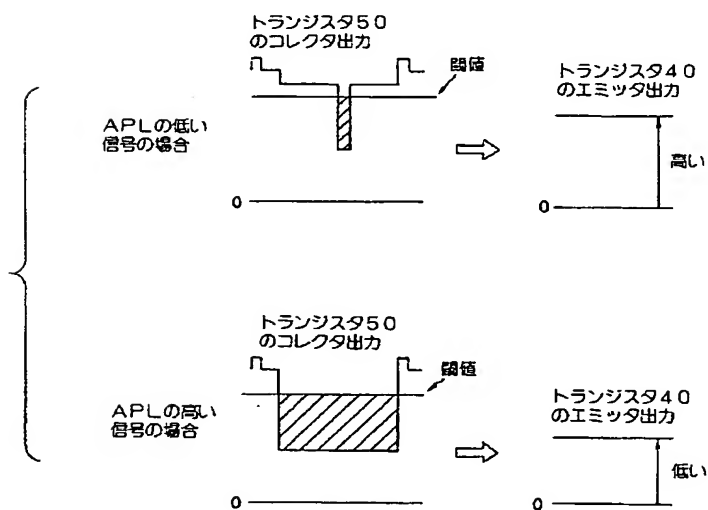 トランジスタ50
のコレクタ出力
閾値
APLの低い
信号の場合
0
トランジスタ40
のエミッタ出力
高い
0
トランジスタ50
のコレクタ出力
閾値
APLの高い
信号の場合
0
トランジスタ40
のエミッタ出力
低い
0